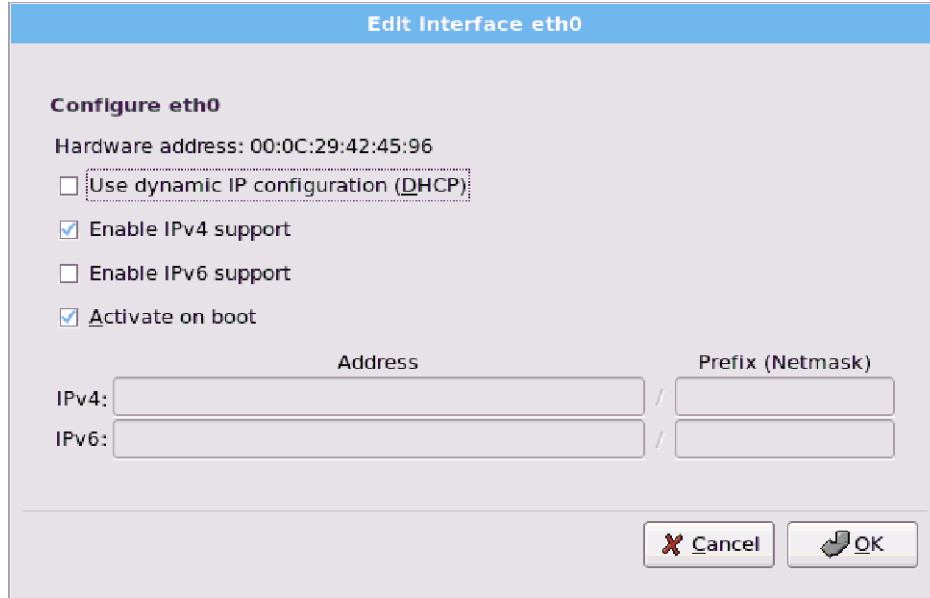 Edit Interface eth0
Configure eth0
Hardware address: 00:0C:29:42:45:96
Use dynamic IP configuration (DHCP)
Enable IPv4 support
Enable IPv6 support
Activate on boot
Address Prefix (Netmask)
IPv4: /
IPv6: /
Cancel OK